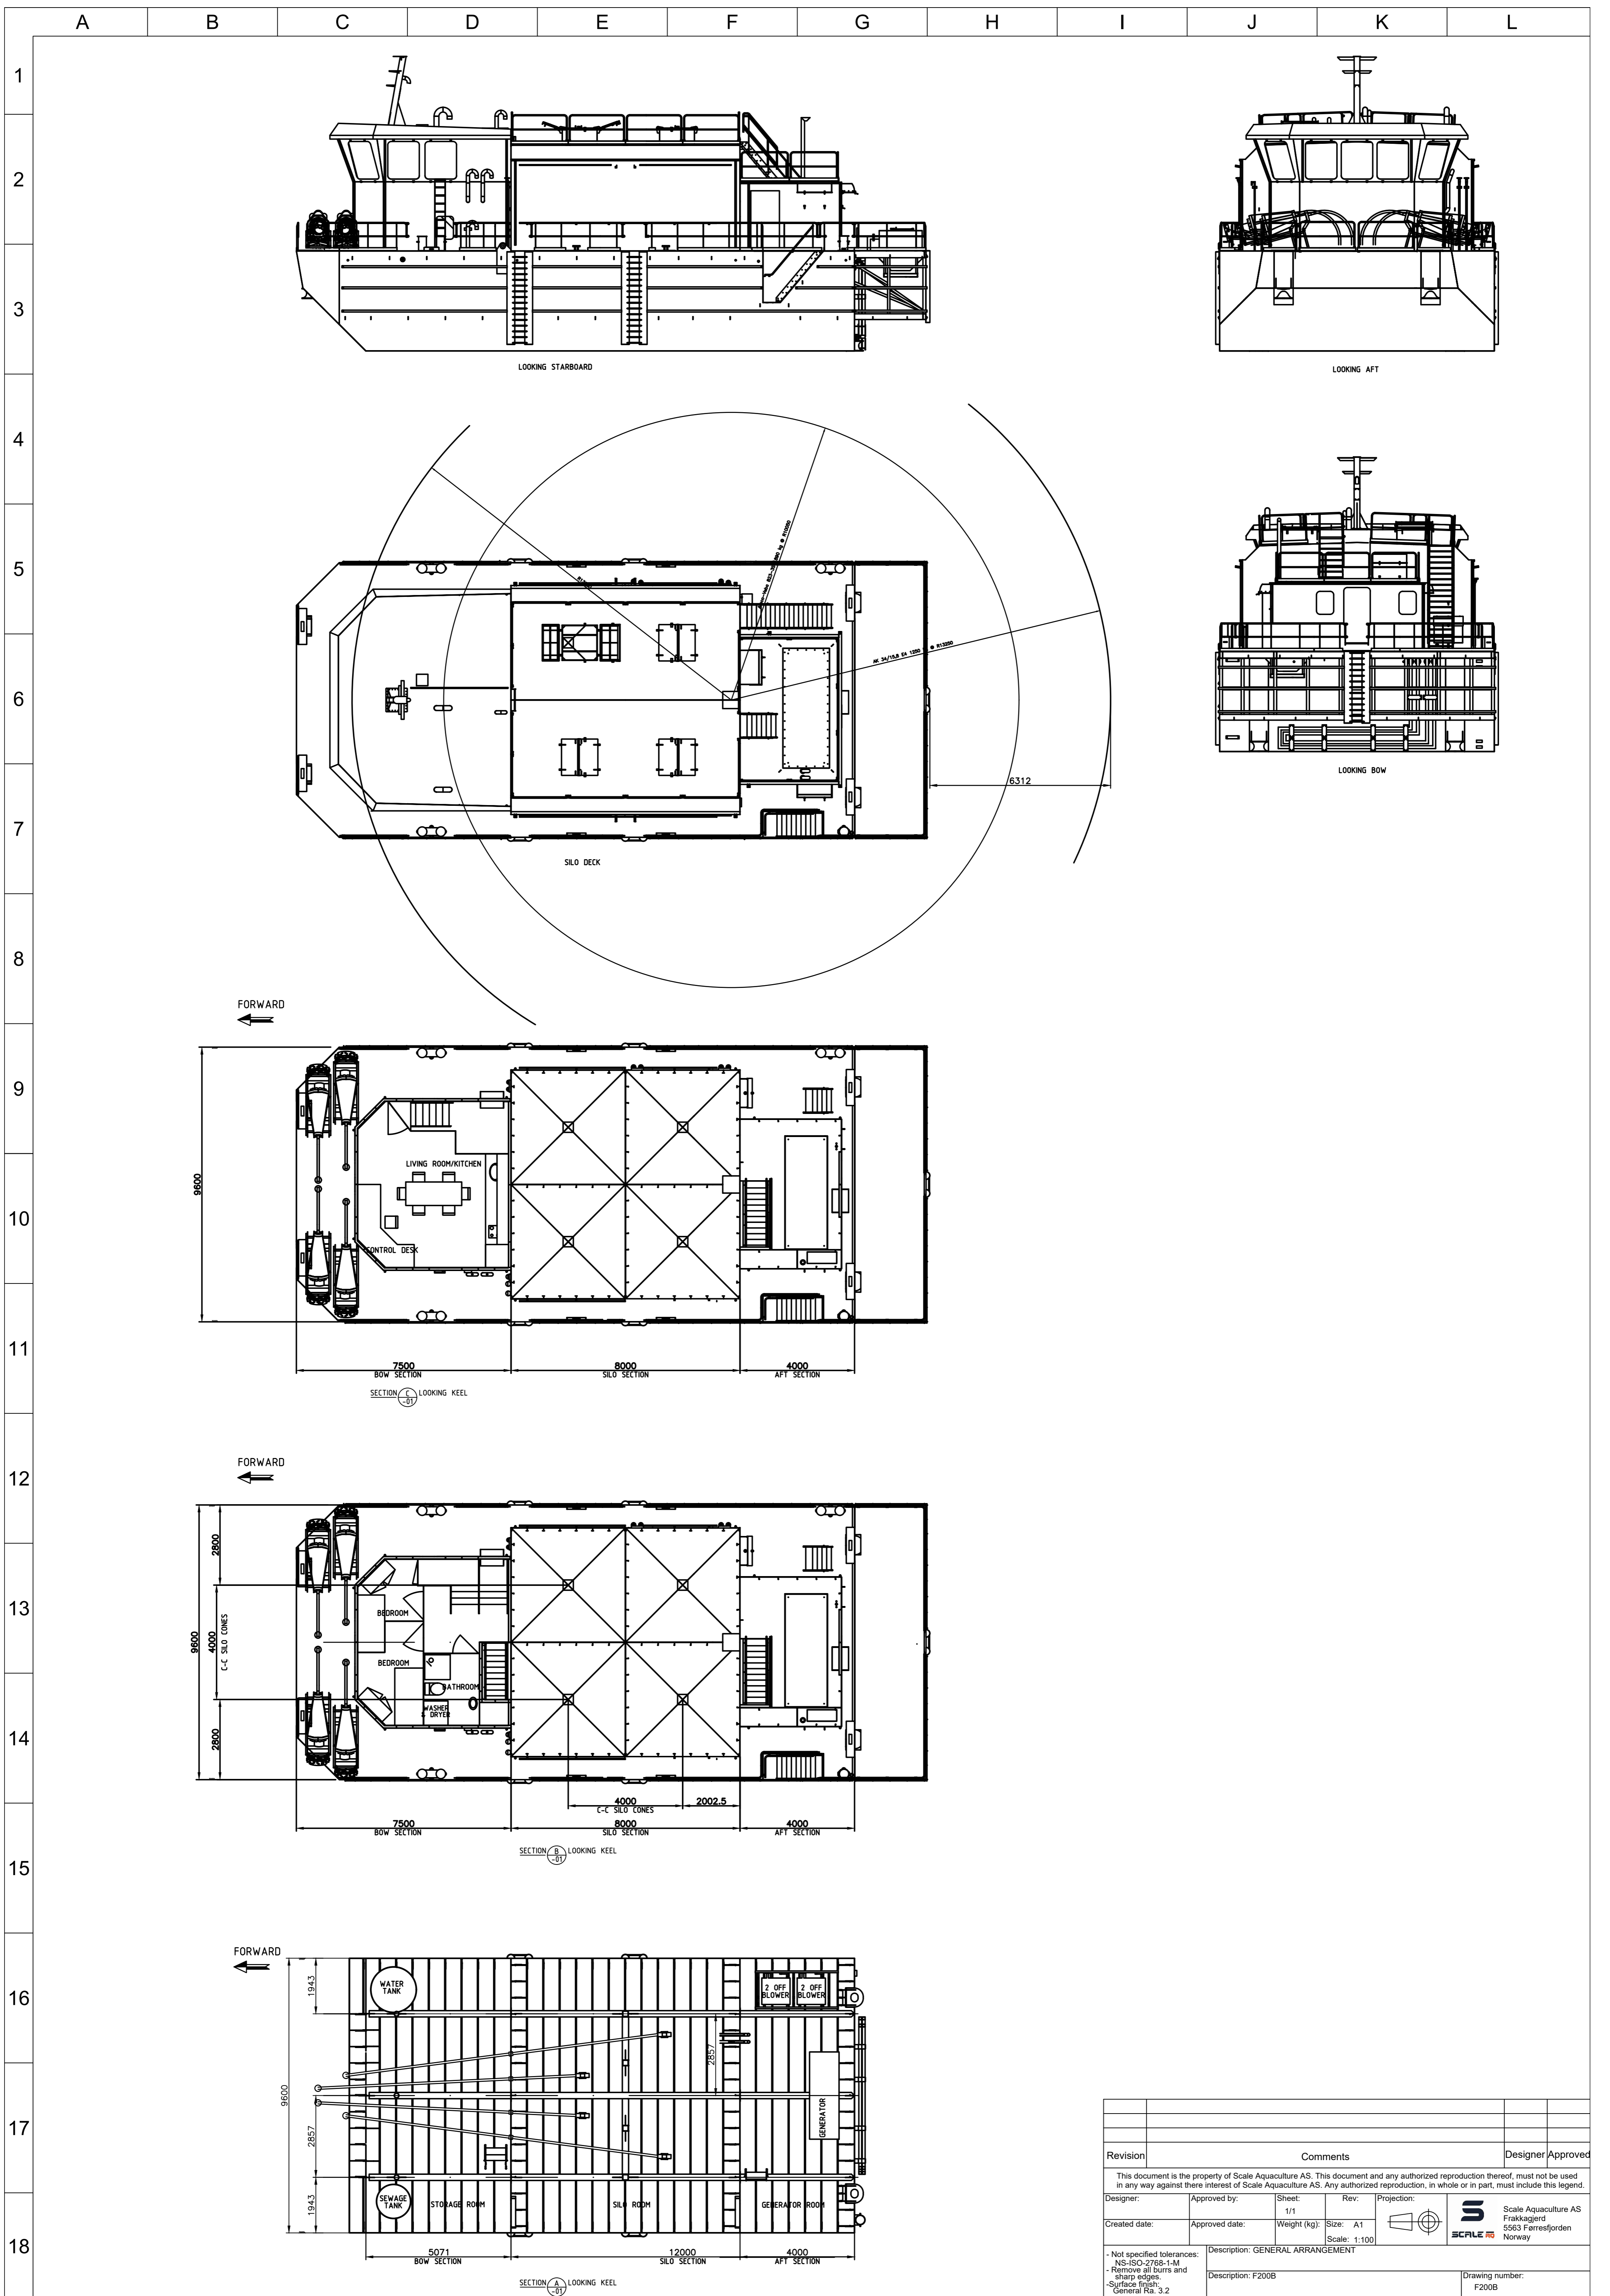 A B C D E F G H I J K L
1
2
3
LOOKING STARBOARD
LOOKING AFT
4
5
6
AK 34/15,8 E4 1200
@ R13200
6312
LOOKING BOW
7
SILO DECK
8
FORWARD
9
9600
LIVING ROOM/KITCHEN
10
CONTROL DESK
11
7500
BOW SECTION
8000
SILO SECTION
4000
AFT SECTION
SECTION C -01 LOOKING KEEL
12
FORWARD
13
9600
2800
4000
C-C SILO CONES
2800
BEDROOM
BEDROOM
BATHROOM
WASHER
& DRYER
14
4000
C-C SILO CONES
2002.5
7500
BOW SECTION
8000
SILO SECTION
4000
AFT SECTION
SECTION B -01 LOOKING KEEL
15
FORWARD
16
WATER
TANK
2 OFF
BLOWER
2 OFF
BLOWER
1943
2857
9600
2857
1943
GENERATOR
17
SEWAGE
TANK
STORAGE ROOM
SILO ROOM
GENERATOR ROOM
18
5071
BOW SECTION
12000
SILO SECTION
4000
AFT SECTION
SECTION A -01 LOOKING KEEL
Revision Comments Designer Approved
This document is the property of Scale Aquaculture AS. This document and any authorized reproduction thereof, must not be used
in any way against there interest of Scale Aquaculture AS. Any authorized reproduction, in whole or in part, must include this legend.
Designer: Approved by: Sheet: Rev: Projection:
1/1
Created date: Approved date: Weight (kg): Size: A1
Scale: 1:100
SCALE AQ
Scale Aquaculture AS
Frakkagjerd
5563 Førresfjorden
Norway
- Not specified tolerances:
NS-ISO-2768-1-M
- Remove all burrs and
sharp edges.
-Surface finish:
General Ra. 3.2
Description: GENERAL ARRANGEMENT
Description: F200B
Drawing number:
F200B